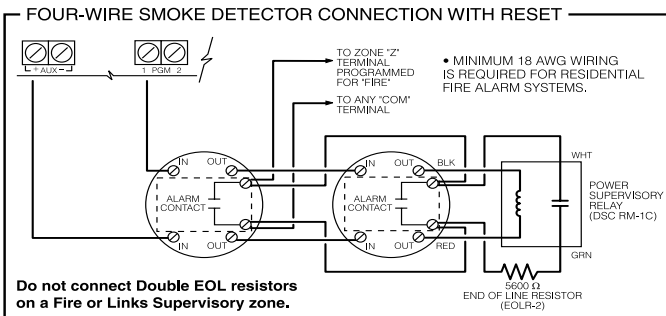 FOUR-WIRE SMOKE DETECTOR CONNECTION WITH RESET
+ AUX -
1 PGM 2
TO ZONE "Z"
TERMINAL
PROGRAMMED
FOR "FIRE"
TO ANY "COM"
TERMINAL
• MINIMUM 18 AWG WIRING
IS REQUIRED FOR RESIDENTIAL
FIRE ALARM SYSTEMS.
IN OUT
ALARM
CONTACT
IN OUT
IN OUT BLK
ALARM
CONTACT
IN OUT RED
WHT
POWER
SUPERVISORY
RELAY
(DSC RM-1C)
GRN
5600 Ω
END OF LINE RESISTOR
(EOLR-2)
Do not connect Double EOL resistors
on a Fire or Links Supervisory zone.